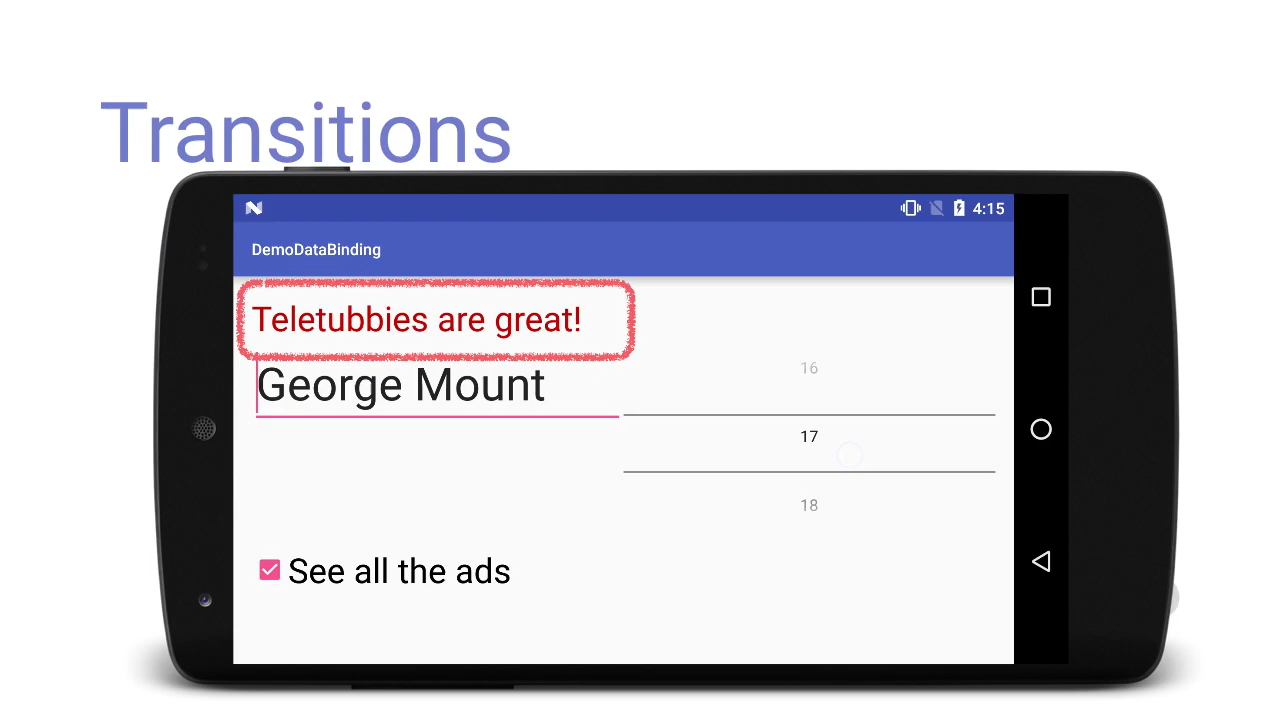 Transitions
4:15
DemoDataBinding
Teletubbies are great!
George Mount
16
17
18
See all the ads